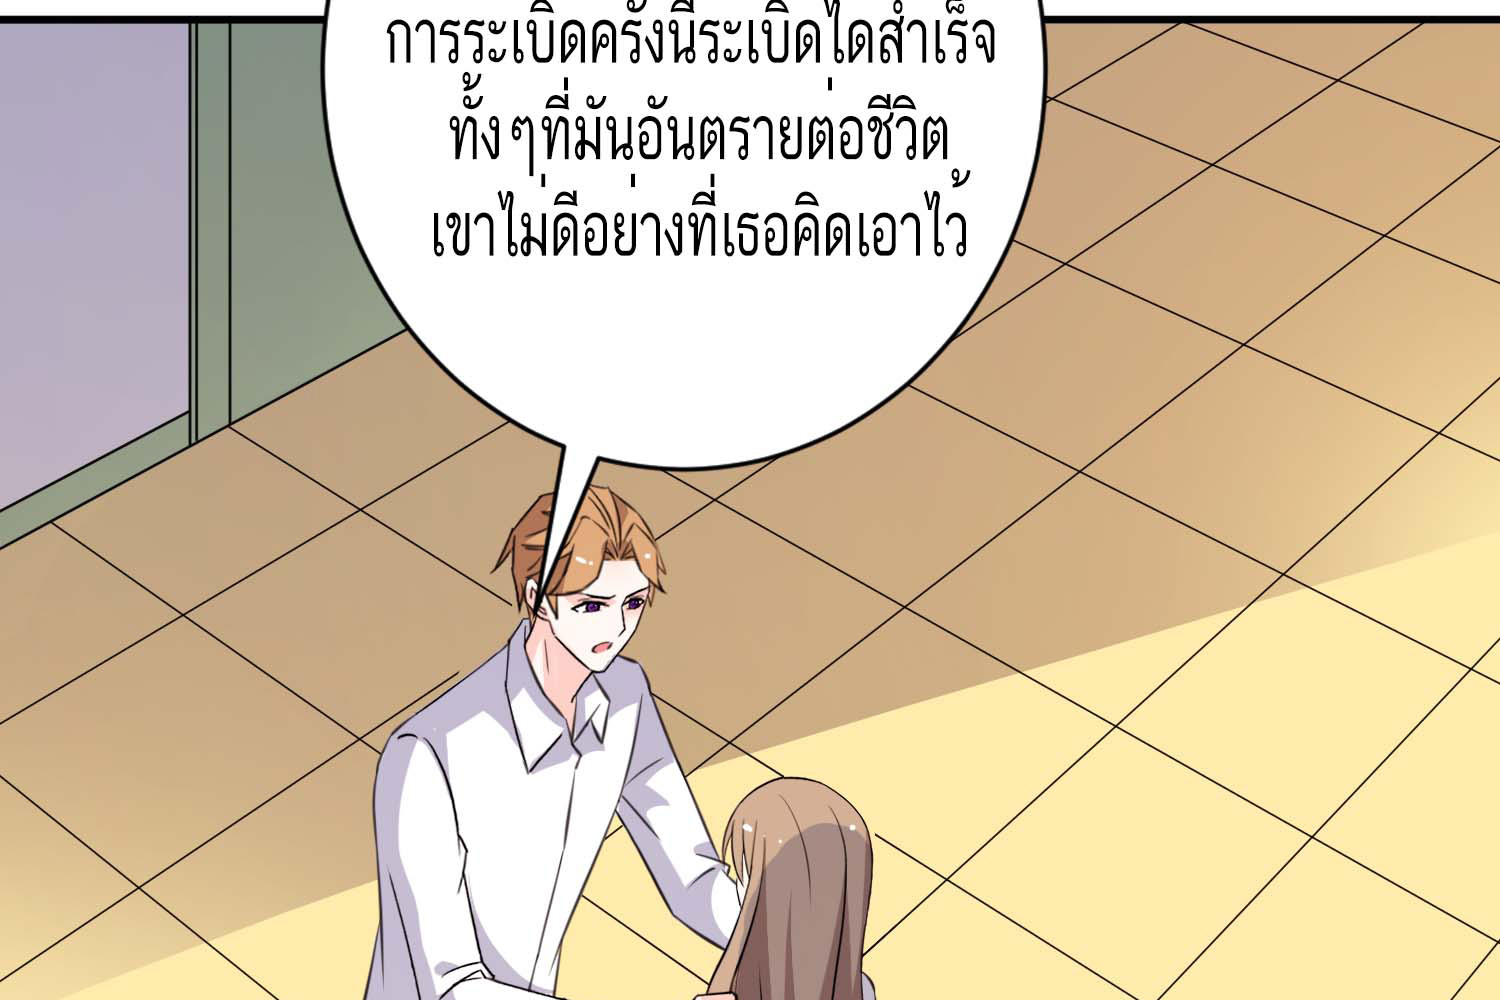 การระเบิดครั้งนี้ระเบิดได้สำเร็จ
ทั้งๆที่มันอันตรายต่อชีวิต
เขาไม่ดีอย่างที่เธอคิดเอาไว้